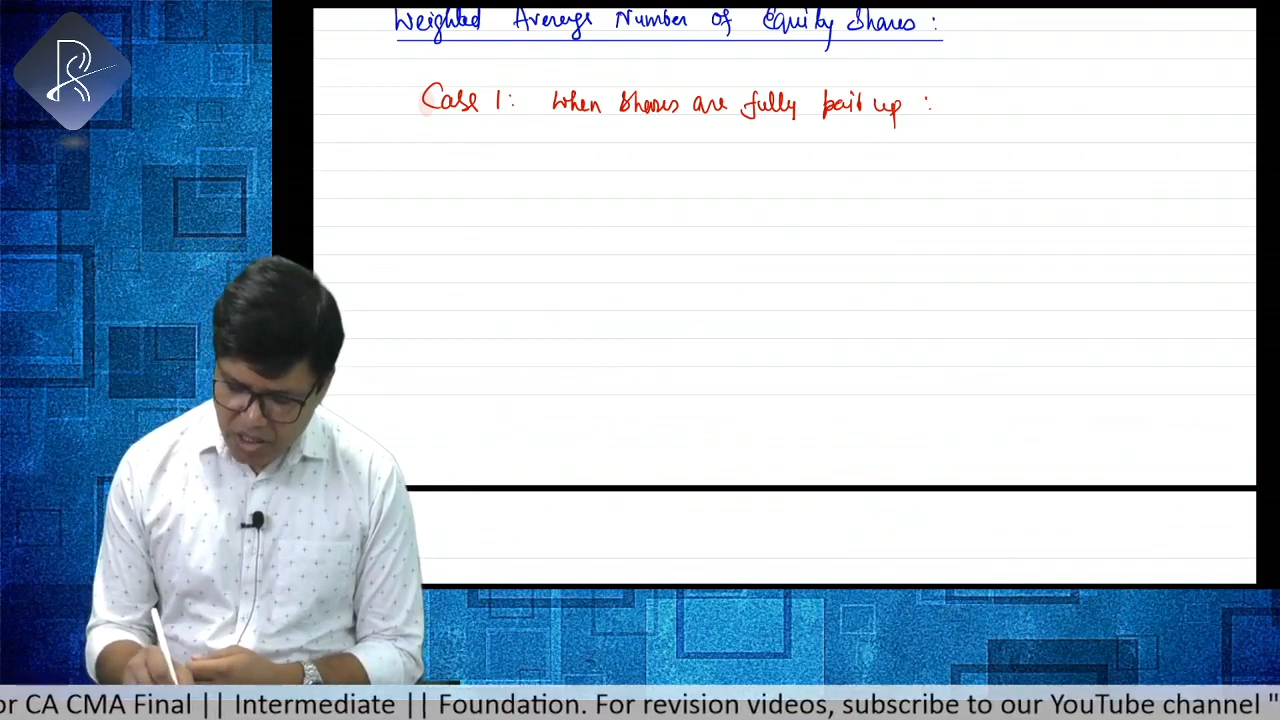 Weighted Average Number of Equity Shares :
Case 1: When Shares are fully paid up :
or CA CMA Final || Intermediate || Foundation. For revision videos, subscribe to our YouTube channel "